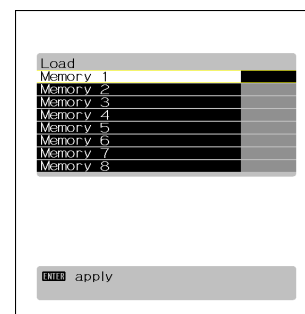 Load
Memory 1
Memory 2
Memory 3
Memory 4
Memory 5
Memory 6
Memory 7
Memory 8
ENTER apply